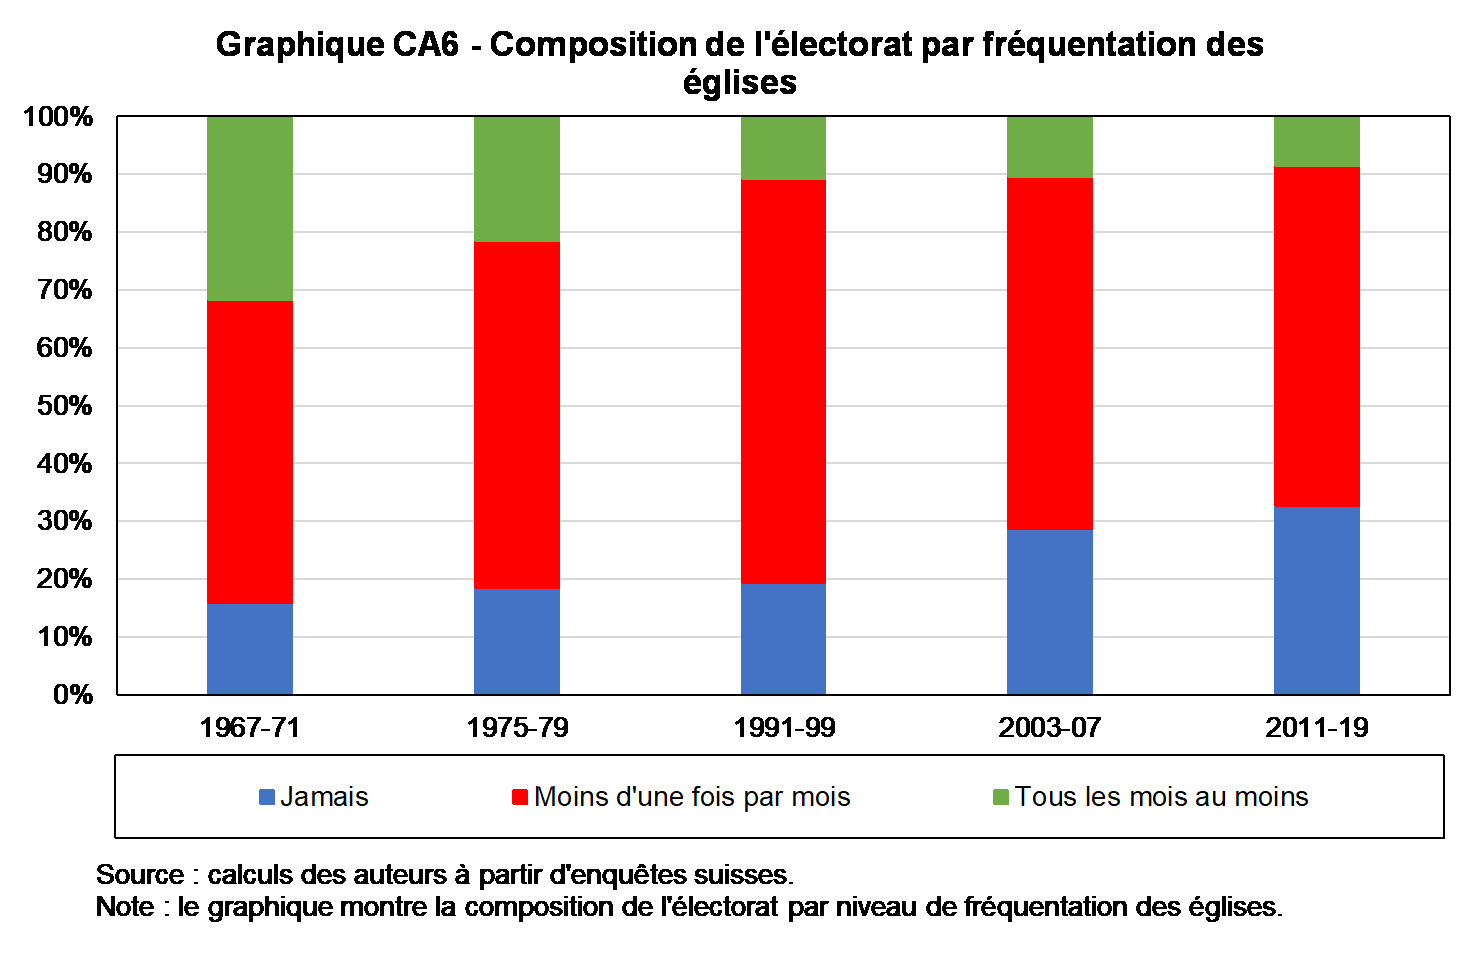 Graphique CA6 - Composition de l'électorat par fréquentation des
églises
100%
90%
80%
70%
60%
50%
40%
30%
20%
10%
0%
1967-71 1975-79 1991-99 2003-07 2011-19
Jamais Moins d'une fois par mois Tous les mois au moins
Source : calculs des auteurs à partir d'enquêtes suisses.
Note : le graphique montre la composition de l'électorat par niveau de fréquentation des églises.